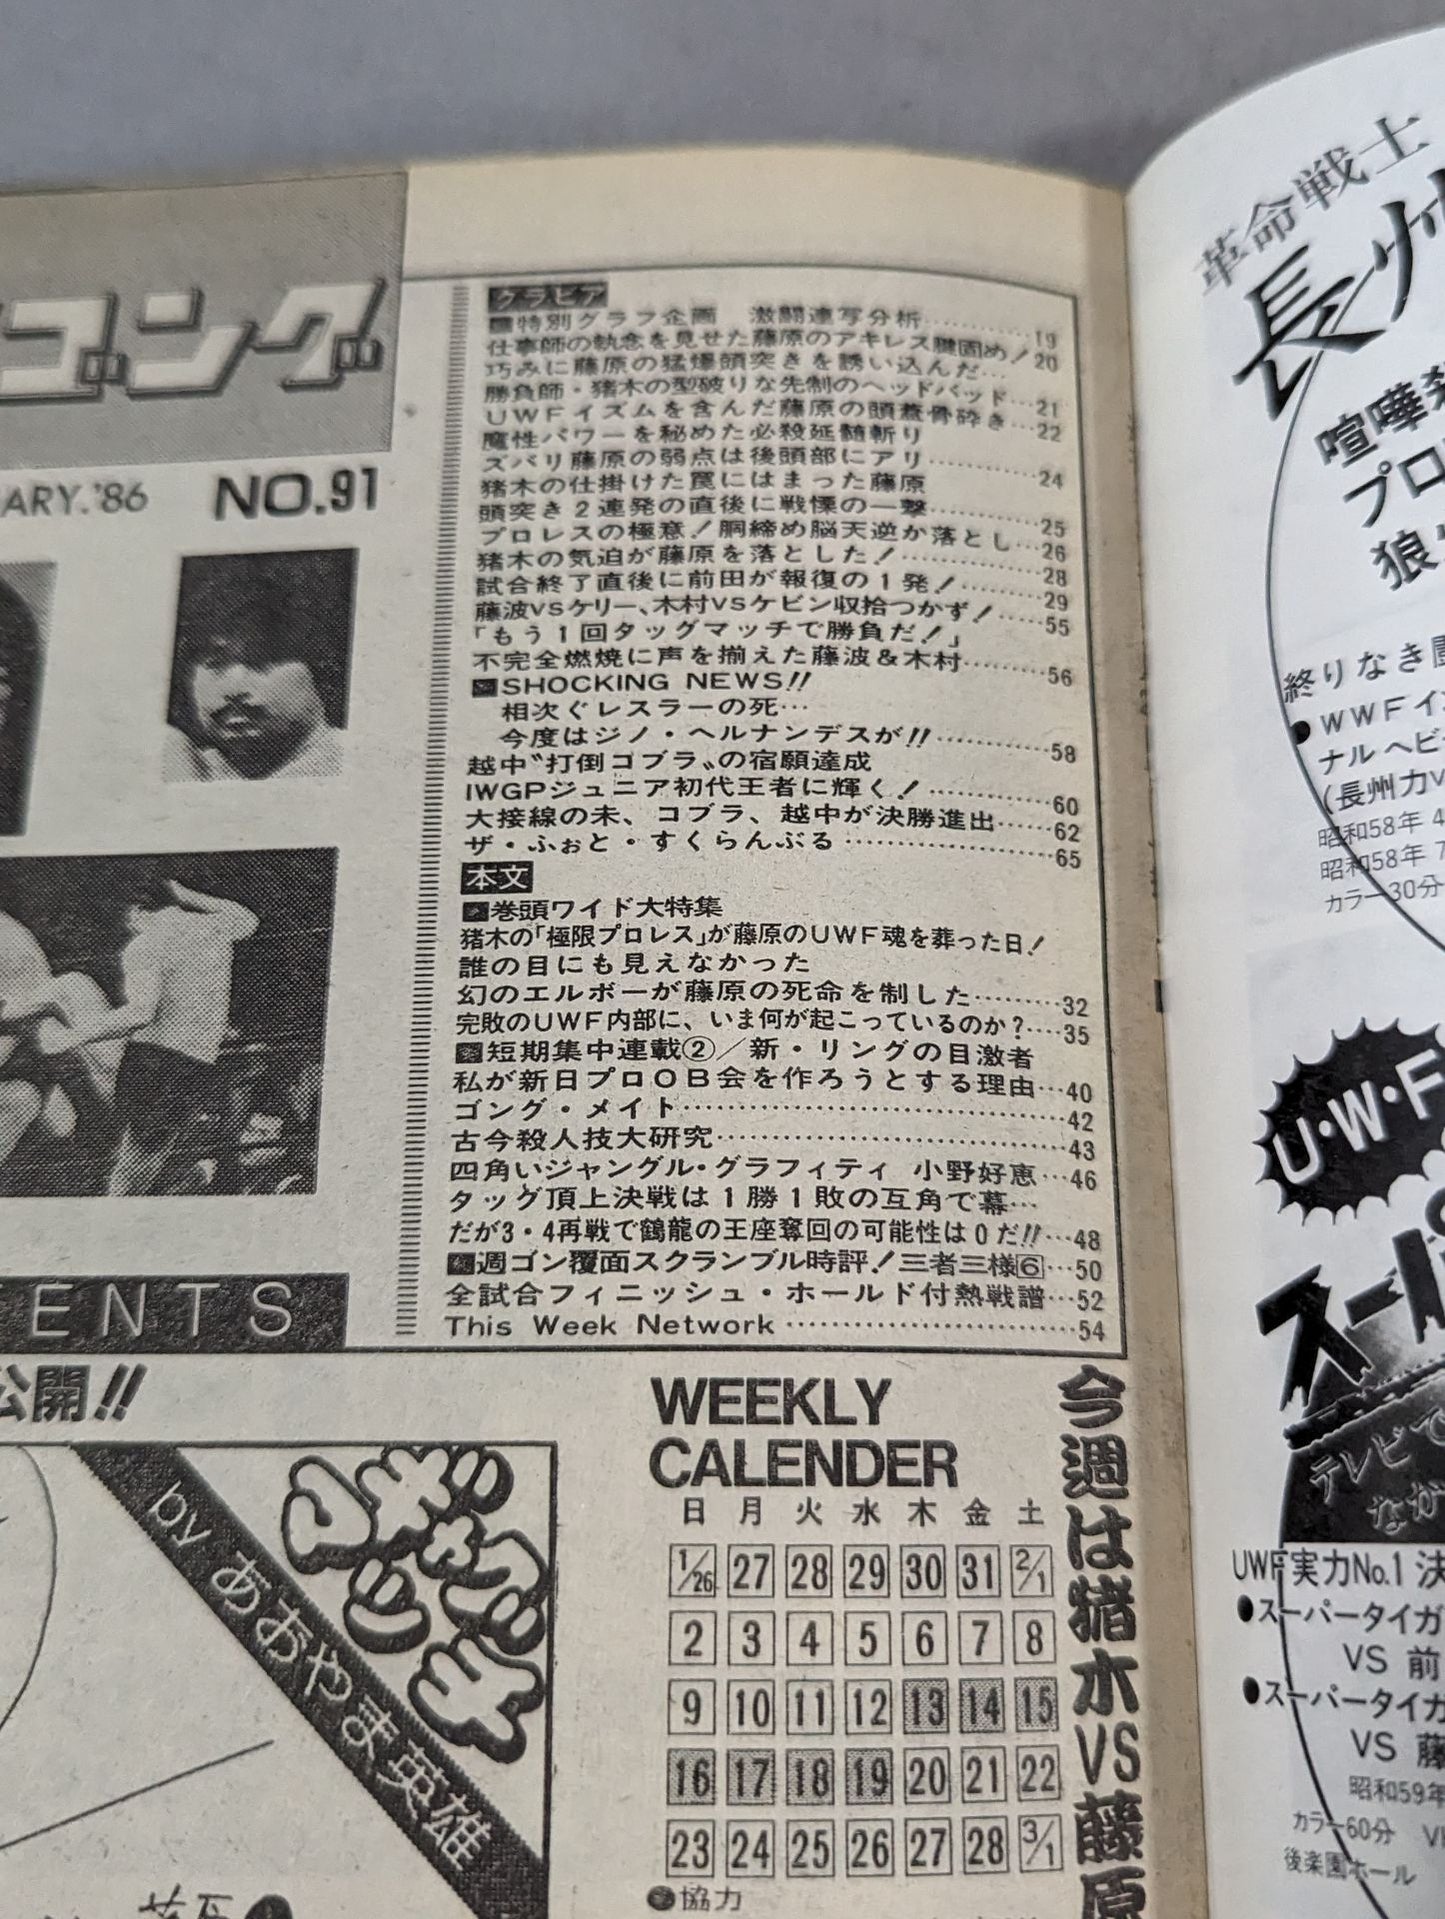 ゴング
ARY.'86
NO.91
グラビア
■特別グラフ企画 激闘連写分析…………19
仕事師の執念を見せた藤原のアキレス腱固め!20
巧みに藤原の猛爆頭突きを誘い込んだ…
勝負師・猪木の型破りな先制のヘッドバッド…21
UWFイズムを含んだ藤原の頭蓋骨砕き…22
魔性パワーを秘めた必殺延髄斬り
ズバリ藤原の弱点は後頭部にアリ…………24
猪木の仕掛けた罠にはまった藤原
頭突き2連発の直後に戦慄の一撃…………25
プロレスの極意!胴締め脳天逆か落とし…26
猪木の気迫が藤原を落とした!…………28
試合終了直後に前田が報復の1発!………29
藤波VSケリー、木村VSケビン収拾つかず!……55
「もう1回タッグマッチで勝負だ!」
不完全燃焼に声を揃えた藤波&木村……56
SHOCKING NEWS!!
相次ぐレスラーの死…
今度はジノ・ヘルナンデスが!!…………58
越中〝打倒コブラ〟の宿願達成
IWGPジュニア初代王者に輝く!…………60
大接線の末、コブラ、越中が決勝進出……62
ザ・ふぉと・すくらんぶる…………………65
本文
巻頭ワイド大特集
猪木の「極限プロレス」が藤原のUWF魂を葬った日!
誰の目にも見えなかった
幻のエルボーが藤原の死命を制した………32
完敗のUWF内部に、いま何が起こっているのか?…35
短期集中連載②/新・リングの目激者
私が新日プロOB会を作ろうとする理由…40
ゴング・メイト………………………………42
古今殺人技大研究……………………………43
四角いジャングル・グラフィティ 小野好恵…46
タッグ頂上決戦は1勝1敗の互角で幕…
だが3・4再戦で鶴龍の王座奪回の可能性は0だ!!…48
週ゴン覆面スクランブル時評!三者三様⑥…50
全試合フィニッシュ・ホールド付熱戦譜…52
This Week Network…………………………54
ENTS
公開!!
by あおやま英雄
WEEKLY
CALENDER
日 月 火 水 木 金 土
1/26 27 28 29 30 31 2/1
2 3 4 5 6 7 8
9 10 11 12 13 14 15
16 17 18 19 20 21 22
23 24 25 26 27 28 3/1
●協力
今週は猪木VS藤原
革命戦士
長州
喧嘩
プロ
狼
終りなき
●WWFイ
ナルヘビ
(長州力V
昭和58年 4
昭和58年 7
カラー30分
U・W・F
スーパ
テレビで
なか
UWF実力No.1 決
●スーパータイガ
VS 前
●スーパータイガ
VS 藤
昭和59年
カラー60分 V
後楽園ホール